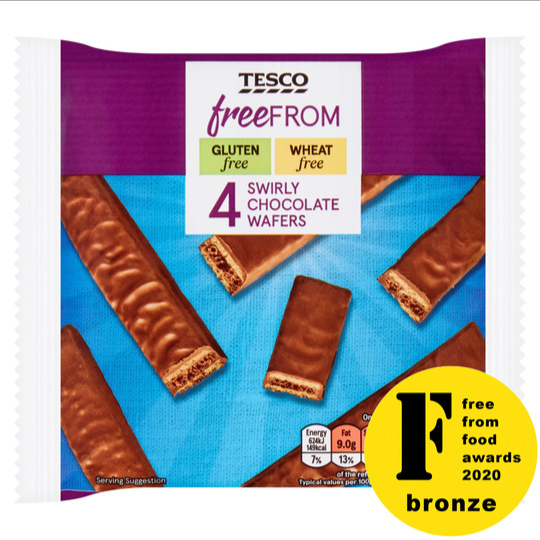 TESCO
freeFROM
GLUTEN free
WHEAT free
4 SWIRLY
CHOCOLATE
WAFERS
Energy
624kJ
149kcal
7%
Fat
9.0g
13%
of the
Typical values per 100
Serving Suggestion
F
free
from
food
awards
2020
bronze